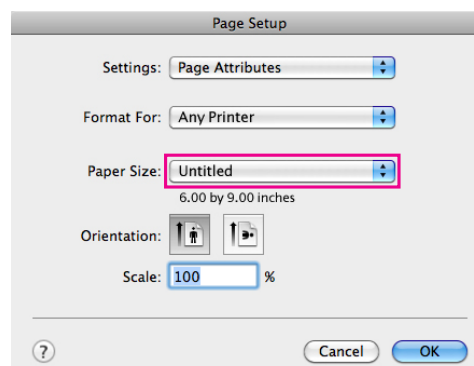 Page Setup
Settings: Page Attributes
Format For: Any Printer
Paper Size: Untitled
6.00 by 9.00 inches
Orientation:
Scale: 100 %
? Cancel OK